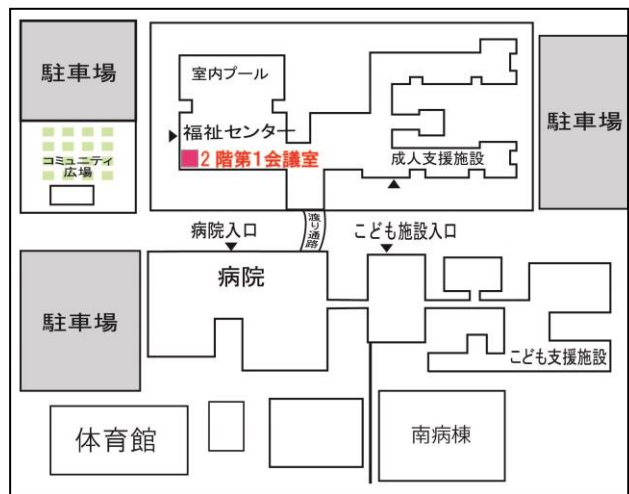 駐車場
室内プール
福祉センター
2階第1会議室
成人支援施設
駐車場
コミュニティ
広場
渡り通路
病院入口
こども施設入口
病院
駐車場
こども支援施設
体育館
南病棟